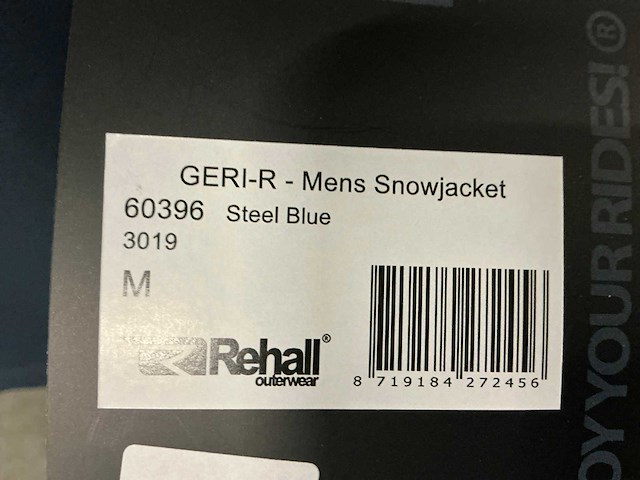 GERI-R - Mens Snowjacket
60396 Steel Blue
3019
M
Rehall®
outerwear
8 719184 272456
OY YOUR RIDES!®